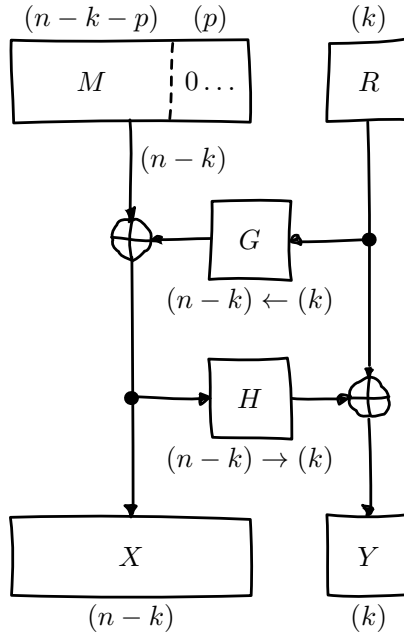 (n − k − p) (p) (k)
M 0 … R
(n − k)
G
(n − k) ← (k)
H
(n − k) → (k)
X Y
(n − k) (k)